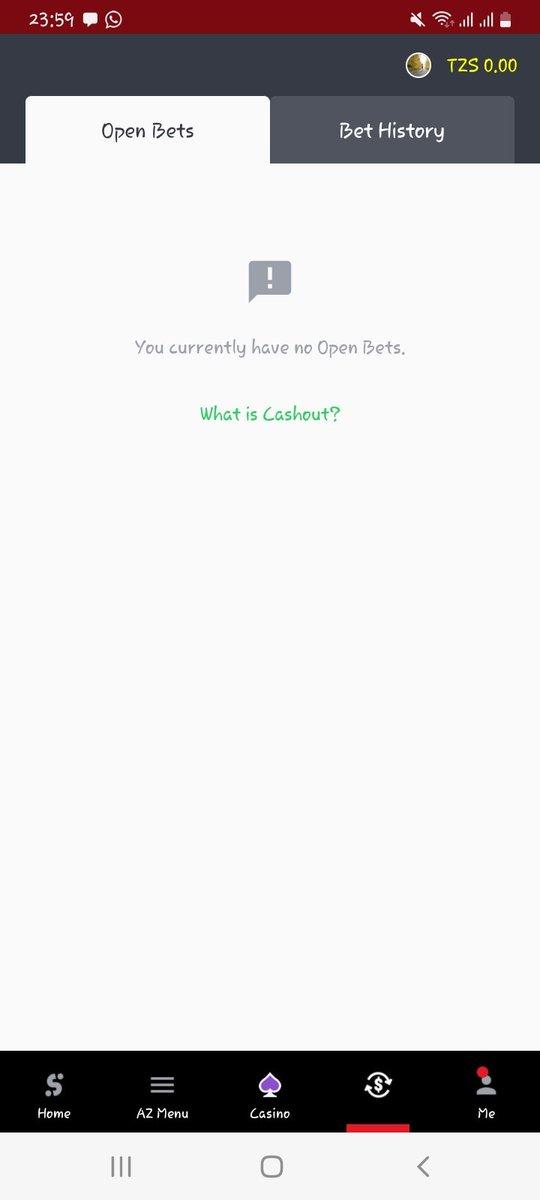 23:59
TZS 0.00
Open Bets
Bet History
You currently have no Open Bets.
What is Cashout?
Home
AZ Menu
Casino
Me